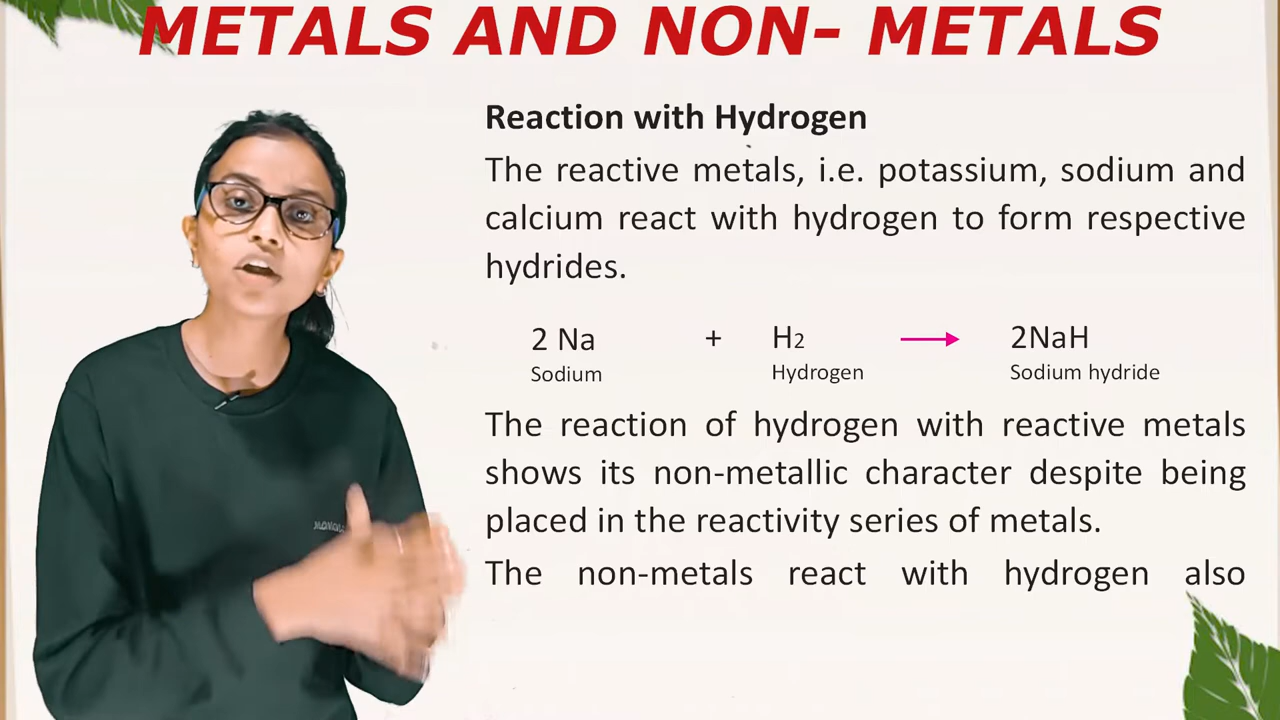 METALS AND NON- METALS
Reaction with Hydrogen
The reactive metals, i.e. potassium, sodium and
calcium react with hydrogen to form respective
hydrides.
2 Na + H2 → 2NaH
Sodium Hydrogen Sodium hydride
The reaction of hydrogen with reactive metals
shows its non-metallic character despite being
placed in the reactivity series of metals.
The non-metals react with hydrogen also